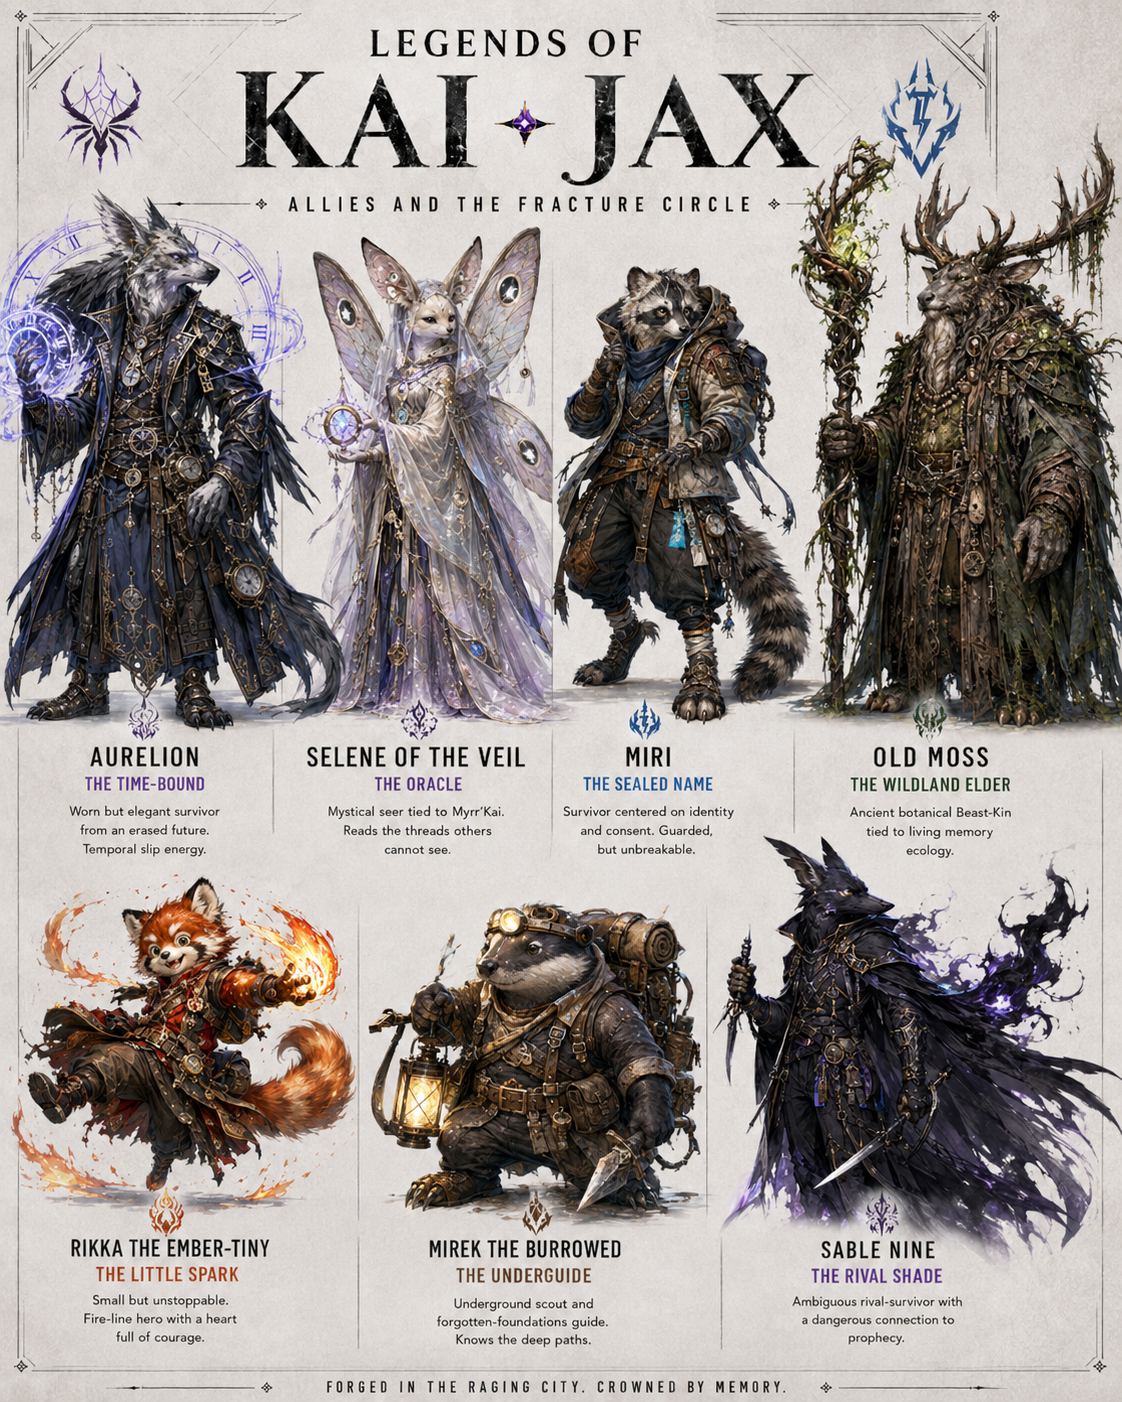 LEGENDS OF
KAI JAX
ALLIES AND THE FRACTURE CIRCLE
AURELION
THE TIME-BOUND
Worn but elegant survivor
from an erased future.
Temporal slip energy.
SELENE OF THE VEIL
THE ORACLE
Mystical seer tied to Myrr'Kai.
Reads the threads others
cannot see.
MIRI
THE SEALED NAME
Survivor centered on identity
and consent. Guarded,
but unbreakable.
OLD MOSS
THE WILDLAND ELDER
Ancient botanical Beast-Kin
tied to living memory
ecology.
RIKKA THE EMBER-TINY
THE LITTLE SPARK
Small but unstoppable.
Fire-line hero with a heart
full of courage.
MIREK THE BURROWED
THE UNDERGUIDE
Underground scout and
forgotten-foundations guide.
Knows the deep paths.
SABLE NINE
THE RIVAL SHADE
Ambiguous rival-survivor with
a dangerous connection to
prophecy.
FORGED IN THE RAGING CITY. CROWNED BY MEMORY.